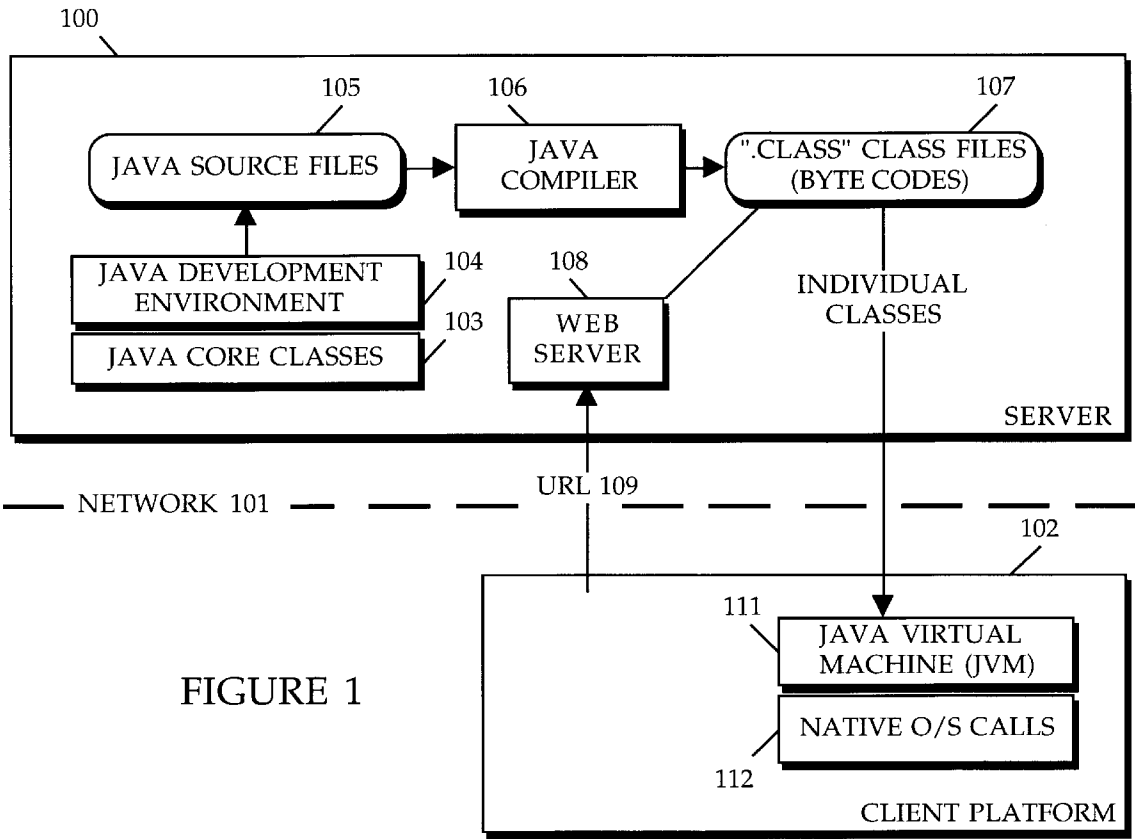 100
105
106
107
JAVA SOURCE FILES
JAVA
COMPILER
".CLASS" CLASS FILES
(BYTE CODES)
JAVA DEVELOPMENT
ENVIRONMENT
104
108
INDIVIDUAL
CLASSES
103
JAVA CORE CLASSES
WEB
SERVER
SERVER
NETWORK 101
URL 109
102
111
JAVA VIRTUAL
MACHINE (JVM)
FIGURE 1
NATIVE O/S CALLS
112
CLIENT PLATFORM